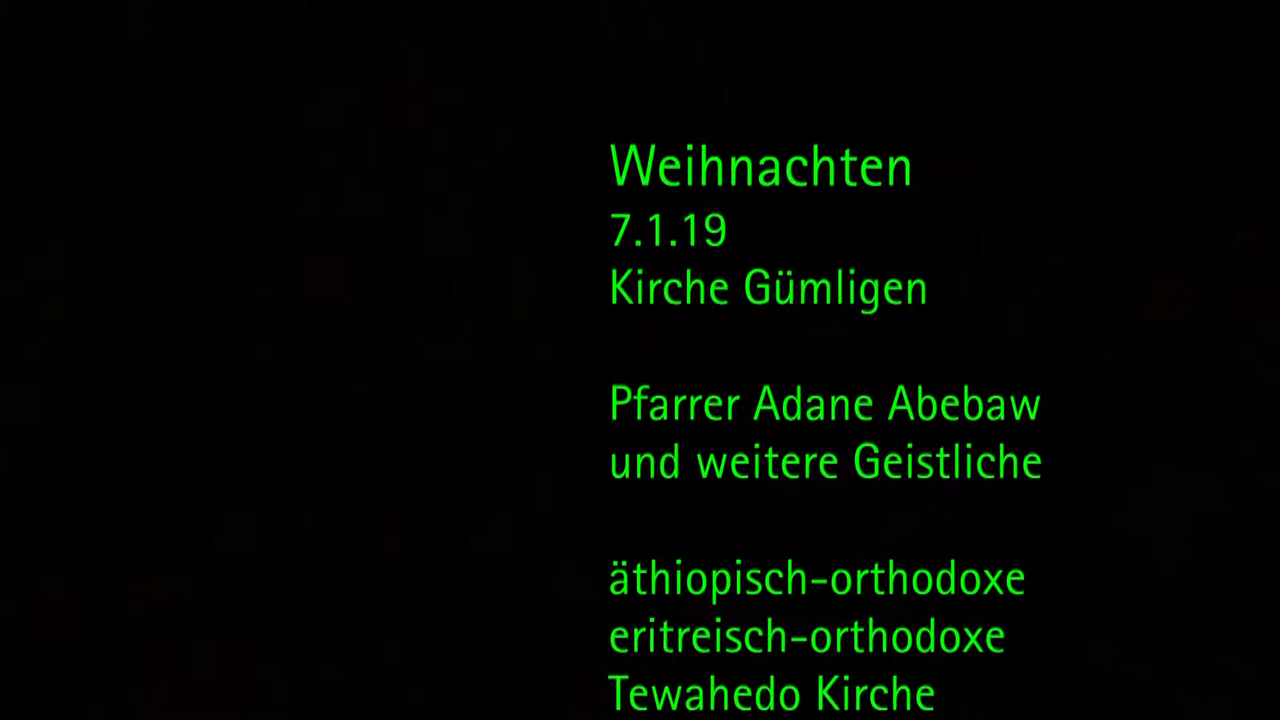 Weihnachten
7.1.19
Kirche Gümligen
Pfarrer Adane Abebaw
und weitere Geistliche
äthiopisch-orthodoxe
eritreisch-orthodoxe
Tewahedo Kirche